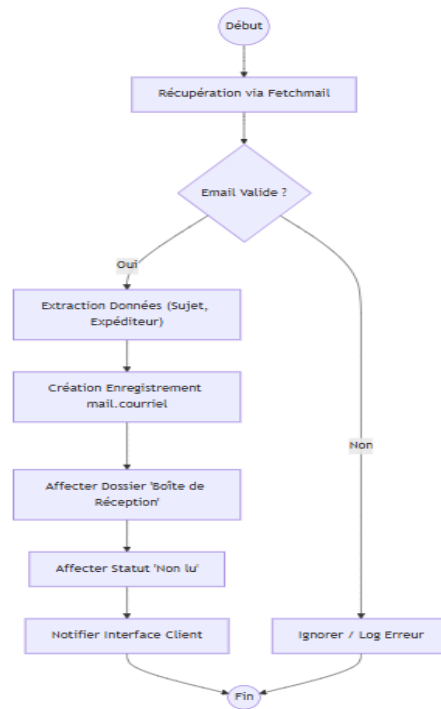 Début
Récupération via Fetchmail
Email Valide ?
Oui
Extraction Données (Sujet,
Expéditeur)
Création Enregistrement
mail.courriel
Non
Affecter Dossier 'Boîte de
Réception'
Affecter Statut 'Non lu'
Notifier Interface Client
Ignorer / Log Erreur
Fin